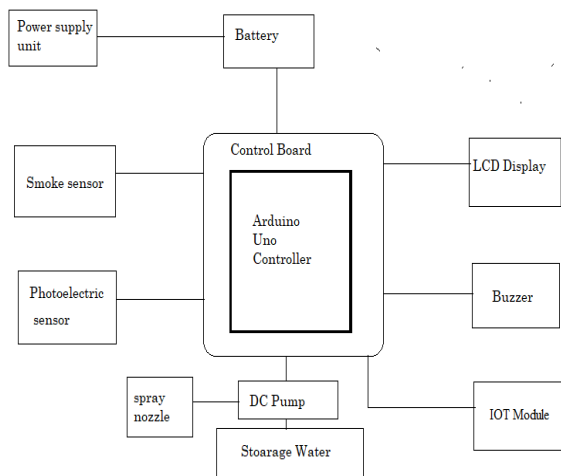 Power supply
unit
Battery
Control Board
Smoke sensor
LCD Display
Arduino
Uno
Controller
Photoelectric
sensor
Buzzer
spray
nozzle
DC Pump
IOT Module
Stoarage Water